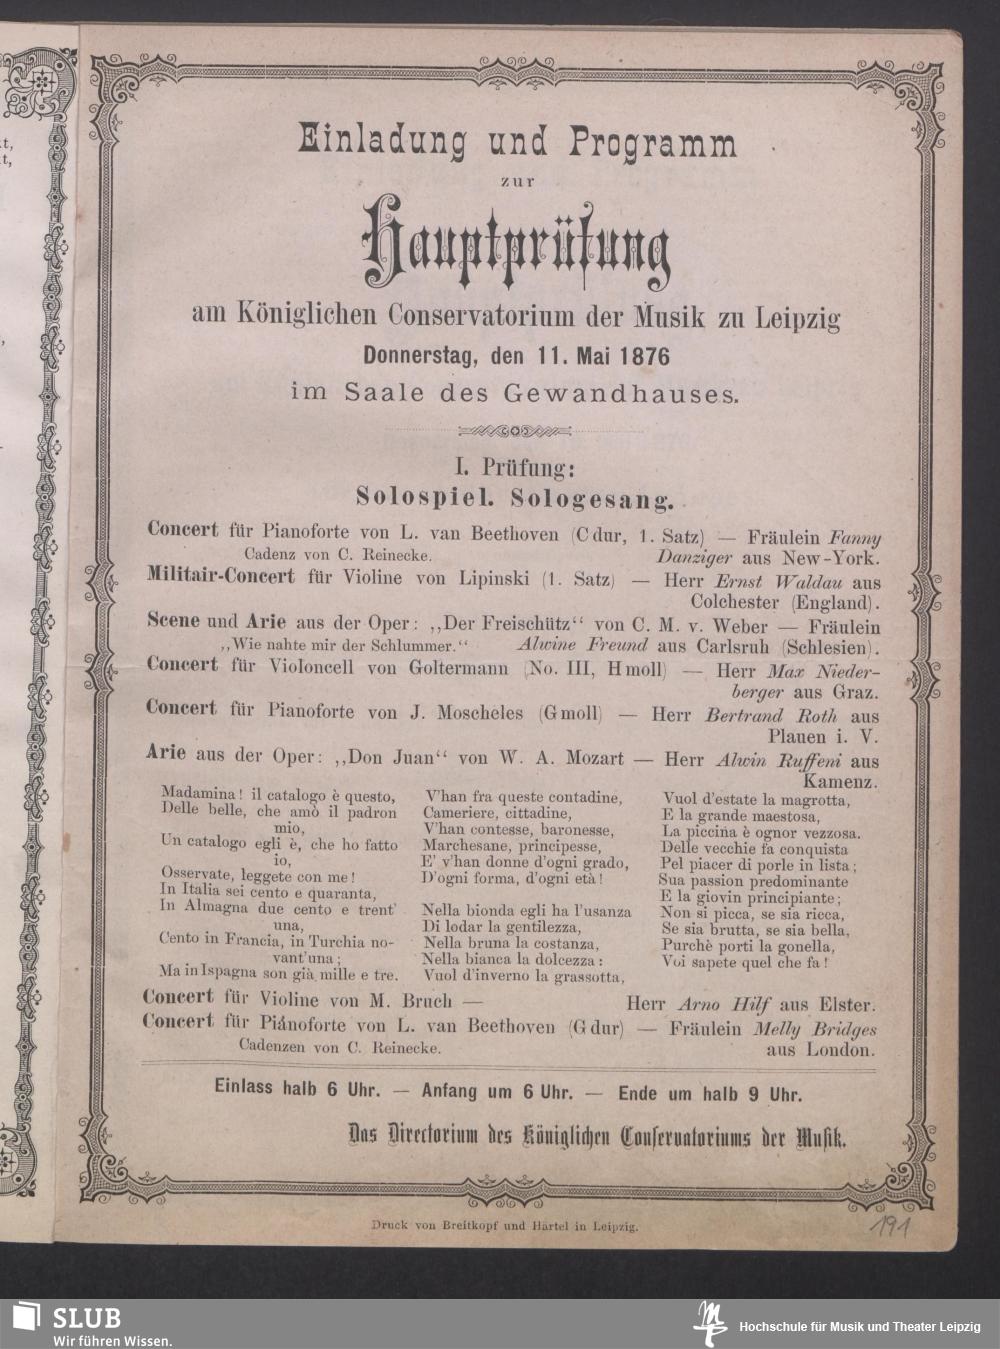 Einladung und Programm
zur
Hauptprüfung
am Königlichen Conservatorium der Musik zu Leipzig
Donnerstag, den 11. Mai 1876
im Saale des Gewandhauses.
I. Prüfung:
Solospiel. Sologesang.
Concert für Pianoforte von L. van Beethoven (C dur, 1. Satz) — Fräulein Fanny
Cadenz von C. Reinecke. Danziger aus New-York.
Militair-Concert für Violine von Lipinski (1. Satz) — Herr Ernst Waldau aus
Colchester (England).
Scene und Arie aus der Oper: „Der Freischütz“ von C. M. v. Weber — Fräulein
„Wie nahte mir der Schlummer.“ Alwine Freund aus Carlsruh (Schlesien).
Concert für Violoncell von Goltermann (No. III, H moll) — Herr Max Nieder-
berger aus Graz.
Concert für Pianoforte von J. Moscheles (G moll) — Herr Bertrand Roth aus
Plauen i. V.
Arie aus der Oper: „Don Juan“ von W. A. Mozart — Herr Alwin Ruffeni aus
Kamenz.
Madamina! il catalogo è questo,
Delle belle, che amò il padron
mio,
Un catalogo egli è, che ho fatto
io,
Osservate, leggete con me!
In Italia sei cento e quaranta,
In Almagna due cento e trent'
una,
Cento in Francia, in Turchia no-
vant'una;
Ma in Ispagna son già mille e tre.
V'han fra queste contadine,
Cameriere, cittadine,
V'han contesse, baronesse,
Marchesane, principesse,
E' v'han donne d'ogni grado,
D'ogni forma, d'ogni età!
Nella bionda egli ha l'usanza
Di lodar la gentilezza,
Nella bruna la costanza,
Nella bianca la dolcezza:
Vuol d'inverno la grassotta,
Vuol d'estate la magrotta,
E la grande maestosa,
La piccina è ognor vezzosa.
Delle vecchie fa conquista
Pel piacer di porle in lista;
Sua passion predominante
E la giovin principiante;
Non si picca, se sia ricca,
Se sia brutta, se sia bella,
Purchè porti la gonella,
Voi sapete quel che fa!
Concert für Violine von M. Bruch — Herr Arno Hilf aus Elster.
Concert für Pianoforte von L. van Beethoven (G dur) — Fräulein Melly Bridges
Cadenzen von C. Reinecke. aus London.
Einlass halb 6 Uhr. — Anfang um 6 Uhr. — Ende um halb 9 Uhr.
Das Directorium des Königlichen Conservatoriums der Musik.
Druck von Breitkopf und Härtel in Leipzig.
191
SLUB
Wir führen Wissen.
Hochschule für Musik und Theater Leipzig